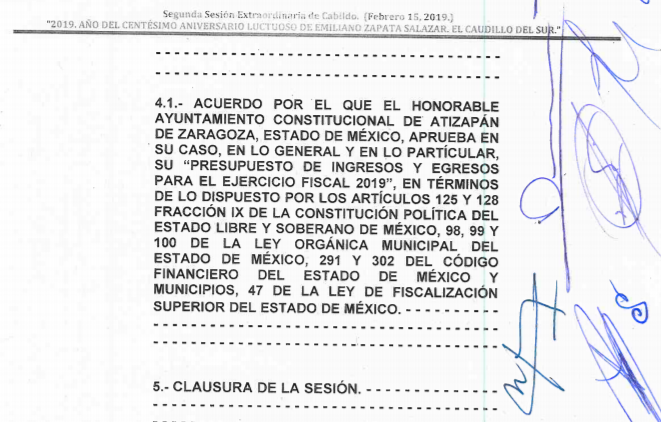 Segunda Sesión Extraordinaria de Cabildo. (Febrero 15, 2019.)
"2019. AÑO DEL CENTÉSIMO ANIVERSARIO LUCTUOSO DE EMILIANO ZAPATA SALAZAR. EL CAUDILLO DEL SUR."
4.1.- ACUERDO POR EL QUE EL HONORABLE
AYUNTAMIENTO CONSTITUCIONAL DE ATIZAPÁN
DE ZARAGOZA, ESTADO DE MÉXICO, APRUEBA EN
SU CASO, EN LO GENERAL Y EN LO PARTÍCULAR,
SU "PRESUPUESTO DE INGRESOS Y EGRESOS
PARA EL EJERCICIO FISCAL 2019", EN TÉRMINOS
DE LO DISPUESTO POR LOS ARTÍCULOS 125 Y 128
FRACCIÓN IX DE LA CONSTITUCIÓN POLÍTICA DEL
ESTADO LIBRE Y SOBERANO DE MÉXICO, 98, 99 Y
100 DE LA LEY ORGÁNICA MUNICIPAL DEL
ESTADO DE MÉXICO, 291 Y 302 DEL CÓDIGO
FINANCIERO DEL ESTADO DE MÉXICO Y
MUNICIPIOS, 47 DE LA LEY DE FISCALIZACIÓN
SUPERIOR DEL ESTADO DE MÉXICO. - - - - - - - - - -
5.- CLAUSURA DE LA SESIÓN. - - - - - - - - - - - - - -